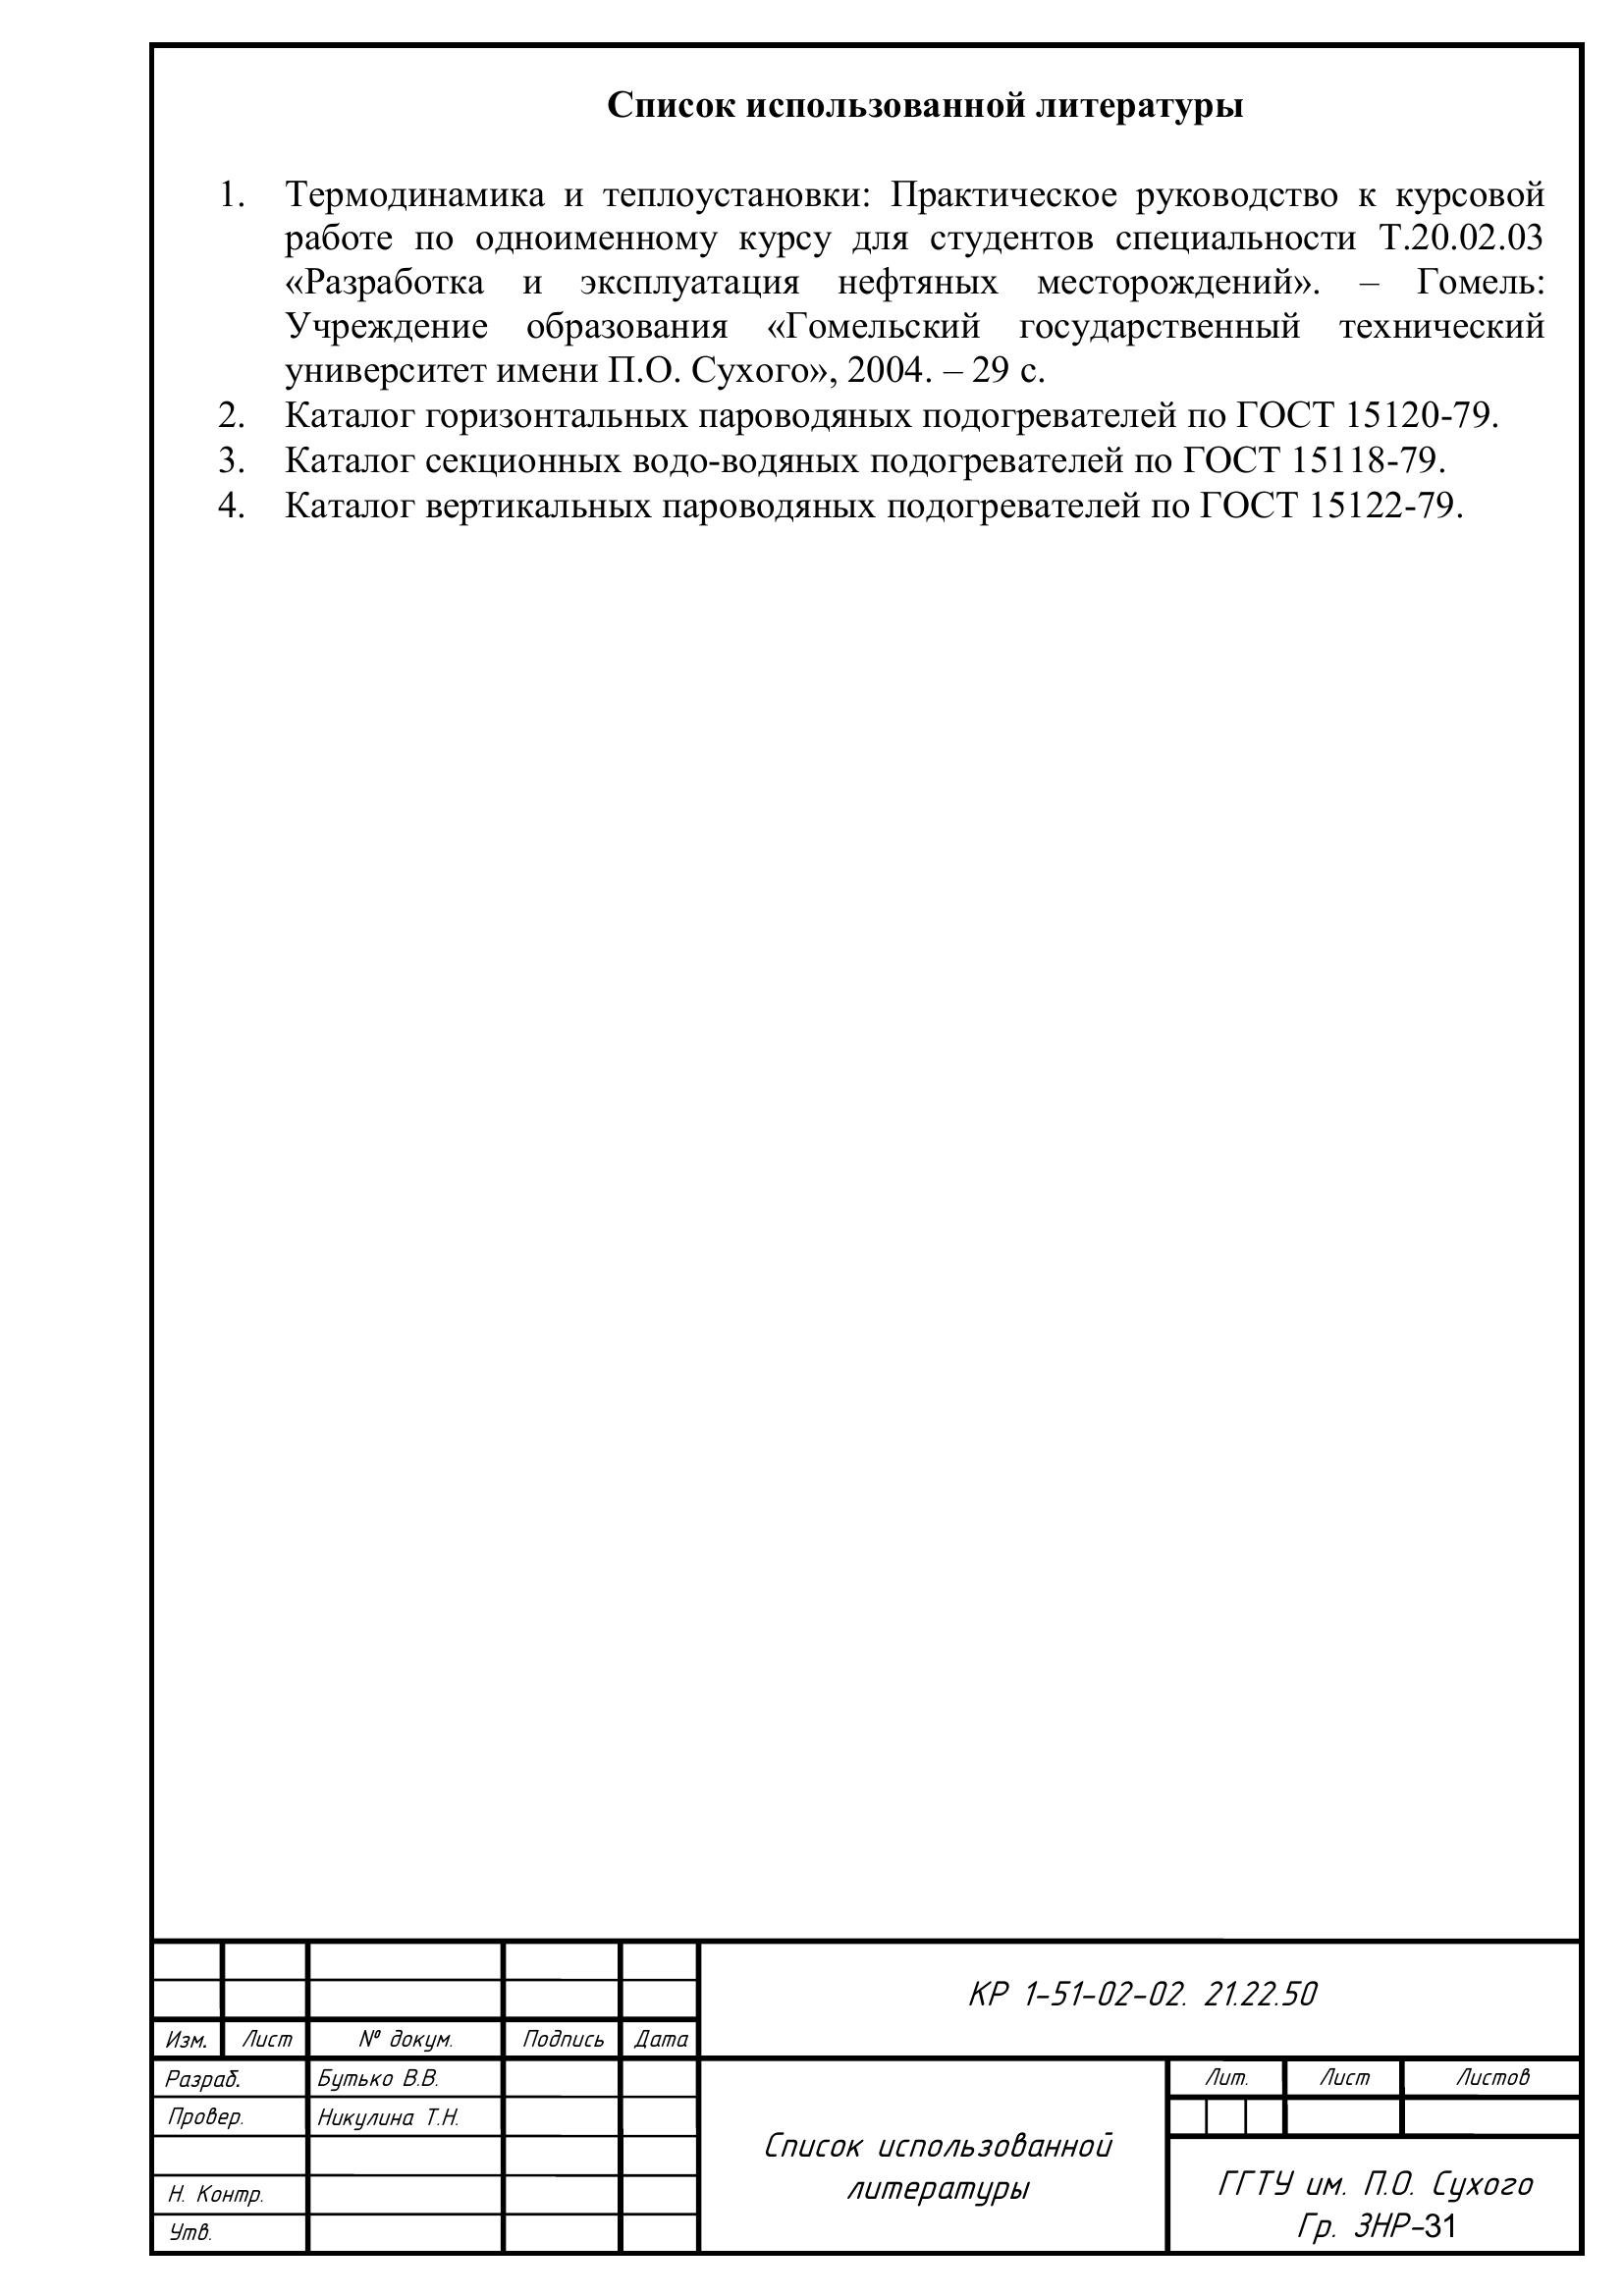 Список использованной литературы
1. Термодинамика и теплоустановки: Практическое руководство к курсовой
работе по одноименному курсу для студентов специальности Т.20.02.03
«Разработка и эксплуатация нефтяных месторождений». – Гомель:
Учреждение образования «Гомельский государственный технический
университет имени П.О. Сухого», 2004. – 29 с.
2. Каталог горизонтальных пароводяных подогревателей по ГОСТ 15120-79.
3. Каталог секционных водо-водяных подогревателей по ГОСТ 15118-79.
4. Каталог вертикальных пароводяных подогревателей по ГОСТ 15122-79.
КР 1-51-02-02. 21.22.50
Изм. Лист № докум. Подпись Дата
Разраб. Бутько В.В.
Провер. Никулина Т.Н.
Н. Контр.
Утв.
Список использованной
литературы
Лит. Лист Листов
ГГТУ им. П.О. Сухого
Гр. ЗНР-31